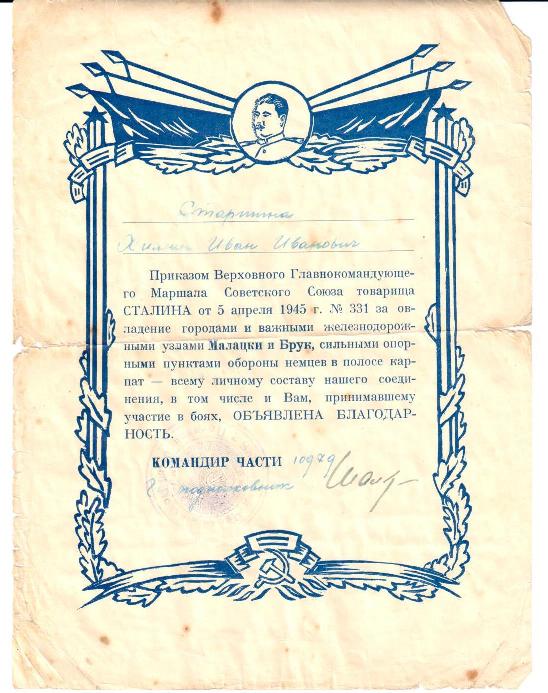 Старшина
Иван Иванович
Приказом Верховного Главнокомандующе-
го Маршала Советского Союза товарища
СТАЛИНА от 5 апреля 1945 г. № 331 за ов-
ладение городами и важными железнодорож-
ными узлами Малацки и Брук, сильными опор-
ными пунктами обороны немцев в полосе кар-
пат — всему личному составу нашего соеди-
нения, в том числе и Вам, принимавшему
участие в боях, ОБЪЯВЛЕНА БЛАГОДАР-
НОСТЬ.
КОМАНДИР ЧАСТИ 10979
подполковник